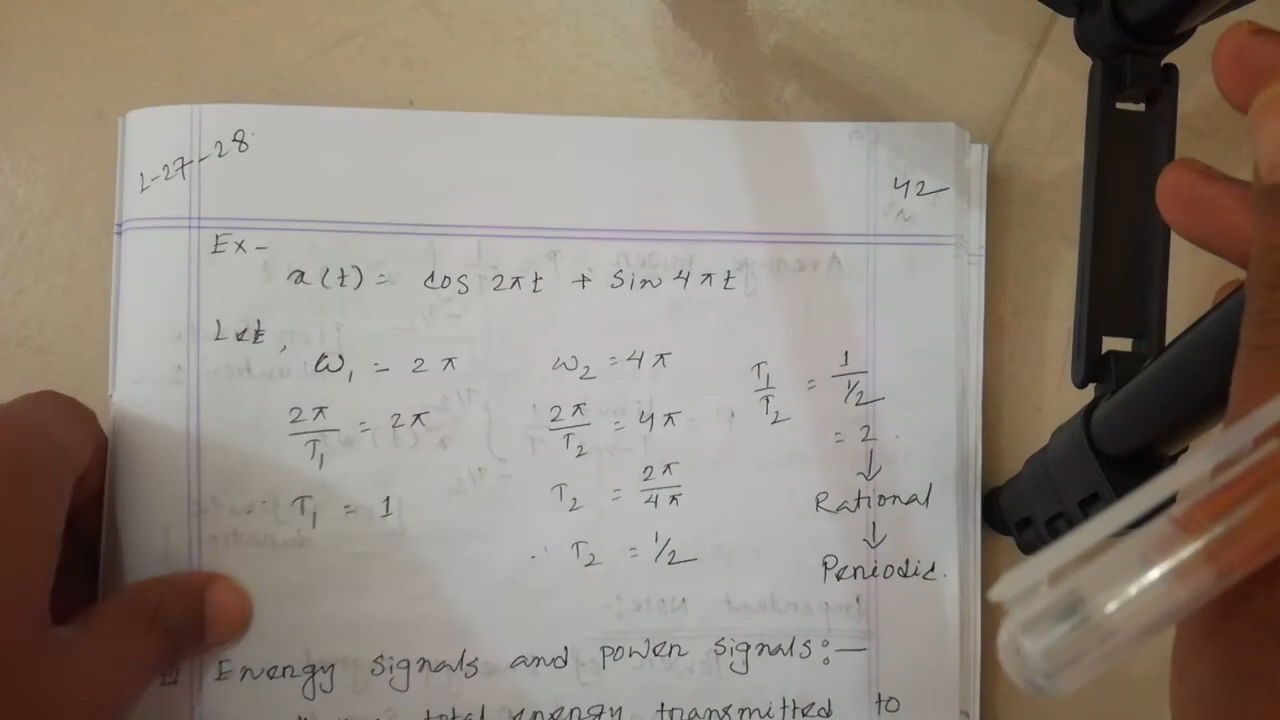 L-27-28
42
Ex-
x(t) = cos 2πt + sin 4πt
Let,
ω₁ = 2π
2π/T₁ = 2π
T₁ = 1
ω₂ = 4π
2π/T₂ = 4π
T₂ = 2π/4π
∴ T₂ = 1/2
T₁/T₂ = 1/(1/2)
= 2
↓
Rational
↓
Periodic.
Energy signals and power signals:-
total energy transmitted to